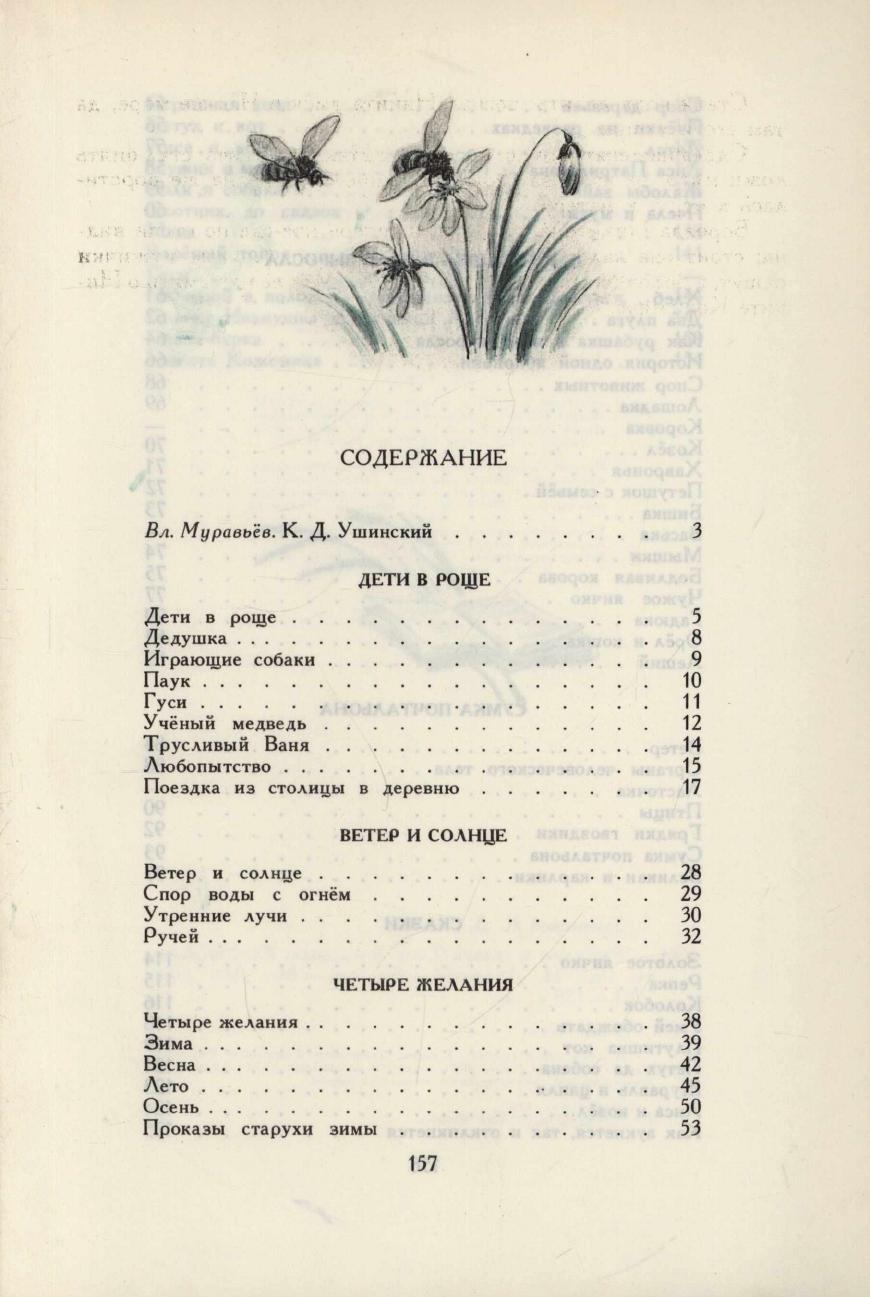 СОДЕРЖАНИЕ
Вл. Муравьёв. К. Д. Ушинский . . . . . . . . 3
ДЕТИ В РОЩЕ
Дети в роще . . . . . . . . . . . . . . 5
Дедушка . . . . . . . . . . . . . . . . 8
Играющие собаки . . . . . . . . . . . . . 9
Паук . . . . . . . . . . . . . . . . . 10
Гуси . . . . . . . . . . . . . . . . . 11
Учёный медведь . . . . . . . . . . . . . 12
Трусливый Ваня . . . . . . . . . . . . . 14
Любопытство . . . . . . . . . . . . . . 15
Поездка из столицы в деревню . . . . . . . 17
ВЕТЕР И СОЛНЦЕ
Ветер и солнце . . . . . . . . . . . . . 28
Спор воды с огнём . . . . . . . . . . . 29
Утренние лучи . . . . . . . . . . . . . 30
Ручей . . . . . . . . . . . . . . . . . 32
ЧЕТЫРЕ ЖЕЛАНИЯ
Четыре желания . . . . . . . . . . . . . 38
Зима . . . . . . . . . . . . . . . . . 39
Весна . . . . . . . . . . . . . . . . . 42
Лето . . . . . . . . . . . . . . . . . 45
Осень . . . . . . . . . . . . . . . . . 50
Проказы старухи зимы . . . . . . . . . . 53
157